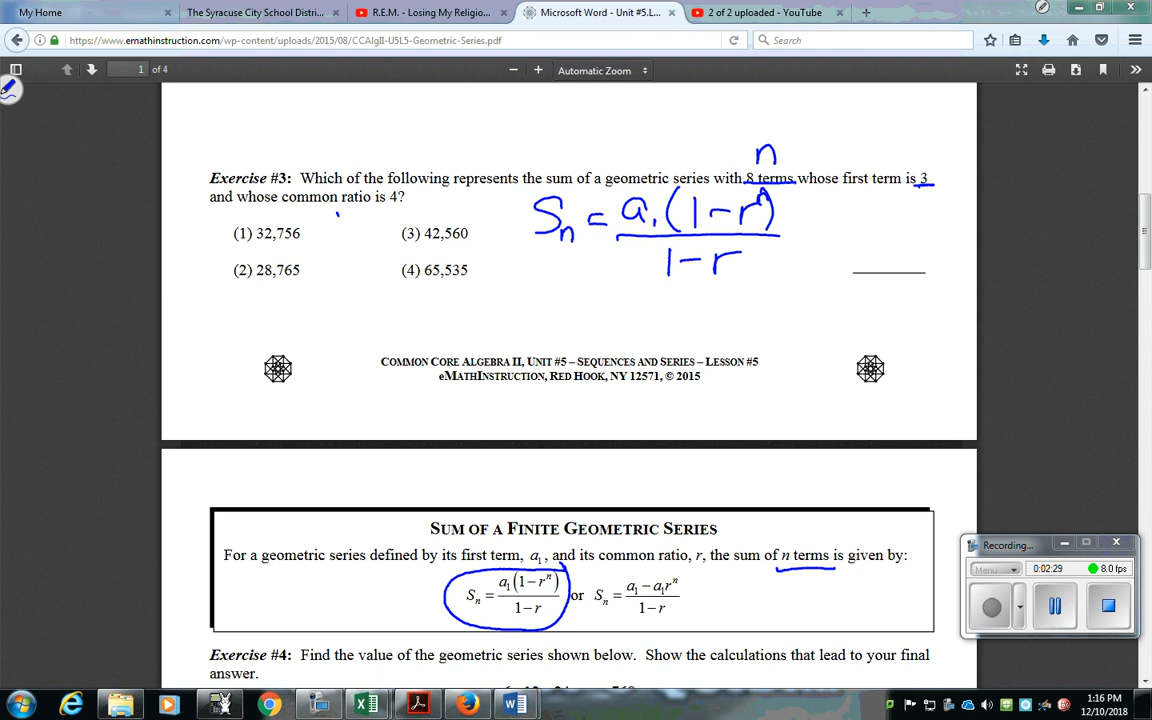 My Home
The Syracuse City School Distri...
R.E.M. - Losing My Religio...
Microsoft Word - Unit #5.L...
2 of 2 uploaded - YouTube
https://www.emathinstruction.com/wp-content/uploads/2015/08/CCAlgII-U5L5-Geometric-Series.pdf
Search
1 of 4
Automatic Zoom
n
Exercise #3: Which of the following represents the sum of a geometric series with 8 terms whose first term is 3
and whose common ratio is 4?
Sn = a1(1-r^n) / 1-r
(1) 32,756 (3) 42,560
(2) 28,765 (4) 65,535
COMMON CORE ALGEBRA II, UNIT #5 – SEQUENCES AND SERIES – LESSON #5
eMATHINSTRUCTION, RED HOOK, NY 12571, © 2015
SUM OF A FINITE GEOMETRIC SERIES
For a geometric series defined by its first term, a1, and its common ratio, r, the sum of n terms is given by:
Sn = a1(1−r^n) / 1−r or Sn = a1−a1r^n / 1−r
Exercise #4: Find the value of the geometric series shown below. Show the calculations that lead to your final
answer.
Recording...
Menu 0:02:29 8.0 fps
1:16 PM
12/10/2018